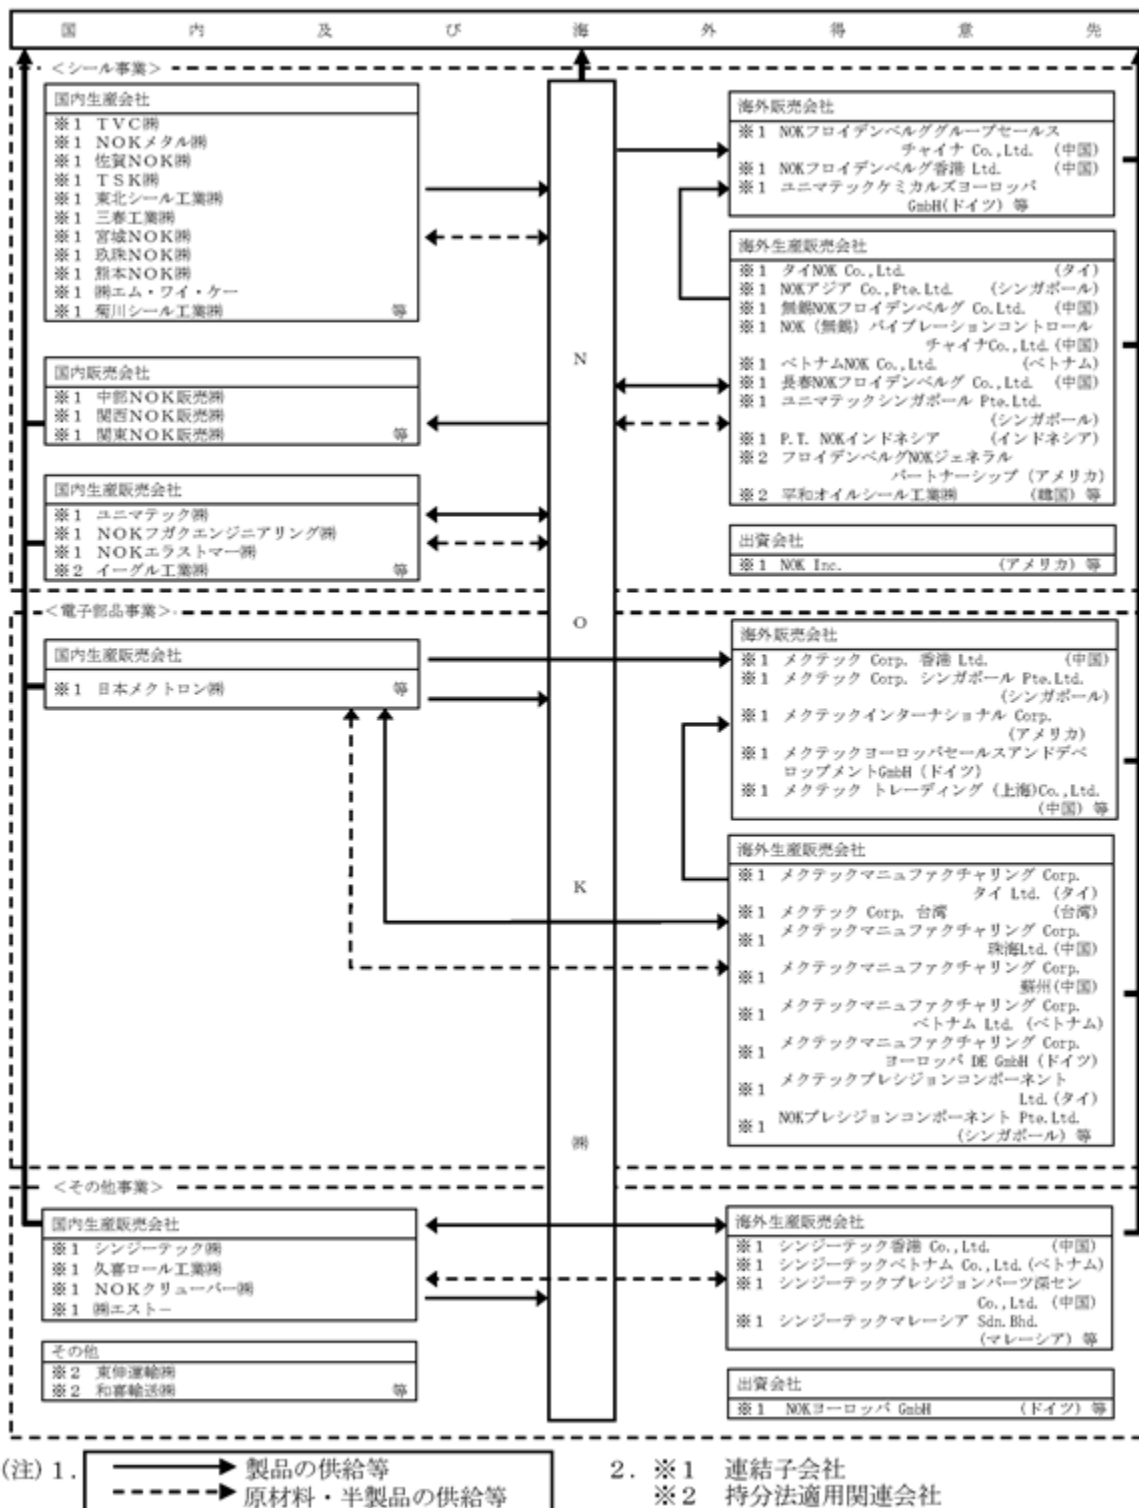 国内及び海外得意先
＜シール事業＞
国内生産会社
※1 TVC㈱
※1 NOKメタル㈱
※1 佐賀NOK㈱
※1 TSK㈱
※1 東北シール工業㈱
※1 三春工業㈱
※1 宮城NOK㈱
※1 玖珠NOK㈱
※1 熊本NOK㈱
※1 ㈱エム・ワイ・ケー
※1 菊川シール工業㈱ 等
国内販売会社
※1 中部NOK販売㈱
※1 関西NOK販売㈱
※1 関東NOK販売㈱ 等
国内生産販売会社
※1 ユニマテック㈱
※1 NOKフガクエンジニアリング㈱
※1 NOKエラストマー㈱
※2 イーグル工業㈱ 等
NOK㈱
海外販売会社
※1 NOKフロイデンベルググループセールス
チャイナ Co.,Ltd. (中国)
※1 NOKフロイデンベルグ香港 Ltd. (中国)
※1 ユニマテックケミカルズヨーロッパ
GmbH(ドイツ) 等
海外生産販売会社
※1 タイNOK Co.,Ltd. (タイ)
※1 NOKアジア Co.,Pte.Ltd. (シンガポール)
※1 無錫NOKフロイデンベルグ Co.Ltd. (中国)
※1 NOK（無錫）バイブレーションコントロール
チャイナCo.,Ltd.(中国)
※1 ベトナムNOK Co.,Ltd. (ベトナム)
※1 長春NOKフロイデンベルグ Co.,Ltd. (中国)
※1 ユニマテックシンガポール Pte.Ltd.
(シンガポール)
※1 P.T. NOKインドネシア (インドネシア)
※2 フロイデンベルグNOKジェネラル
パートナーシップ (アメリカ)
※2 平和オイルシール工業㈱ (韓国) 等
出資会社
※1 NOK Inc. (アメリカ) 等
＜電子部品事業＞
国内生産販売会社
※1 日本メクトロン㈱ 等
海外販売会社
※1 メクテック Corp. 香港 Ltd. (中国)
※1 メクテック Corp. シンガポール Pte.Ltd.
(シンガポール)
※1 メクテックインターナショナル Corp.
(アメリカ)
※1 メクテックヨーロッパセールスアンドデベ
ロップメントGmbH (ドイツ)
※1 メクテック トレーディング (上海)Co.,Ltd.
(中国) 等
海外生産販売会社
※1 メクテックマニュファクチャリング Corp.
タイ Ltd. (タイ)
※1 メクテック Corp. 台湾 (台湾)
※1 メクテックマニュファクチャリング Corp.
珠海Ltd.(中国)
※1 メクテックマニュファクチャリング Corp.
蘇州(中国)
※1 メクテックマニュファクチャリング Corp.
ベトナム Ltd. (ベトナム)
※1 メクテックマニュファクチャリング Corp.
ヨーロッパ DE GmbH (ドイツ)
※1 メクテックプレシジョンコンポーネント
Ltd.(タイ)
※1 NOKプレシジョンコンポーネント Pte.Ltd.
(シンガポール) 等
＜その他事業＞
国内生産販売会社
※1 シンジーテック㈱
※1 久喜ロール工業㈱
※1 NOKクリューバー㈱
※1 ㈱エストー
その他
※2 東伸運輸㈱
※2 和喜輸送㈱ 等
海外生産販売会社
※1 シンジーテック香港 Co.,Ltd. (中国)
※1 シンジーテックベトナム Co.,Ltd.(ベトナム)
※1 シンジーテックプレシジョンパーツ深セン
Co.,Ltd. (中国)
※1 シンジーテックマレーシア Sdn.Bhd.
(マレーシア) 等
出資会社
※1 NOKヨーロッパ GmbH (ドイツ) 等
(注) 1. 製品の供給等
原材料・半製品の供給等
2. ※1 連結子会社
※2 持分法適用関連会社